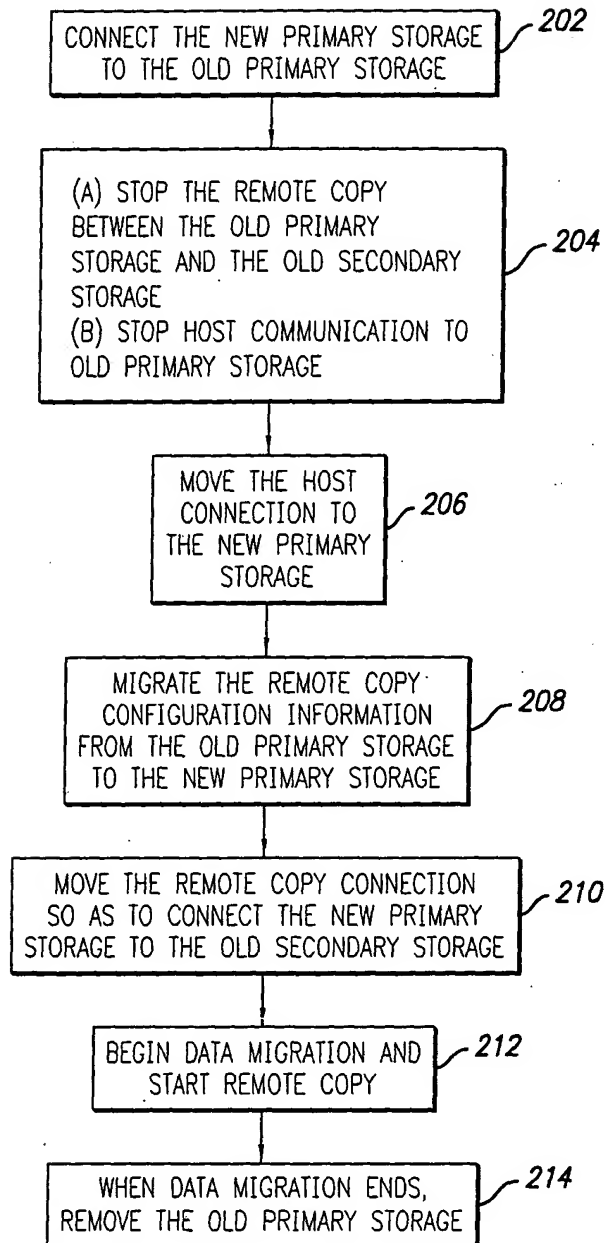 CONNECT THE NEW PRIMARY STORAGE
TO THE OLD PRIMARY STORAGE
202
(A) STOP THE REMOTE COPY
BETWEEN THE OLD PRIMARY
STORAGE AND THE OLD SECONDARY
STORAGE
(B) STOP HOST COMMUNICATION TO
OLD PRIMARY STORAGE
204
MOVE THE HOST
CONNECTION TO
THE NEW PRIMARY
STORAGE
206
MIGRATE THE REMOTE COPY
CONFIGURATION INFORMATION
FROM THE OLD PRIMARY STORAGE
TO THE NEW PRIMARY STORAGE
208
MOVE THE REMOTE COPY CONNECTION
SO AS TO CONNECT THE NEW PRIMARY
STORAGE TO THE OLD SECONDARY STORAGE
210
BEGIN DATA MIGRATION AND
START REMOTE COPY
212
WHEN DATA MIGRATION ENDS,
REMOVE THE OLD PRIMARY STORAGE
214